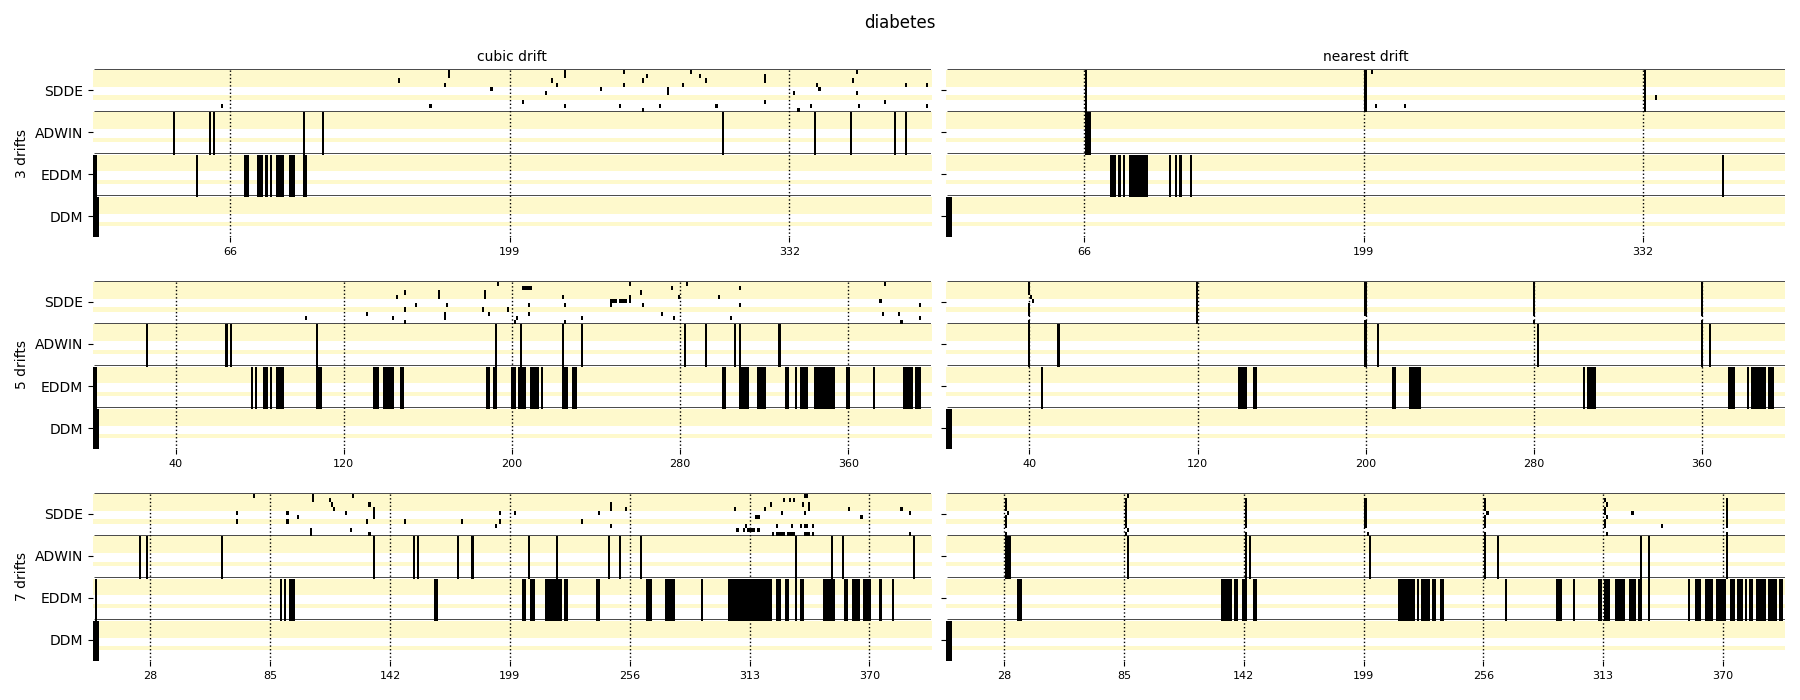 diabetes
cubic drift
nearest drift
3 drifts
SDDE
ADWIN
EDDM
DDM
66 199 332
66 199 332
5 drifts
SDDE
ADWIN
EDDM
DDM
40 120 200 280 360
40 120 200 280 360
7 drifts
SDDE
ADWIN
EDDM
DDM
28 85 142 199 256 313 370
28 85 142 199 256 313 370